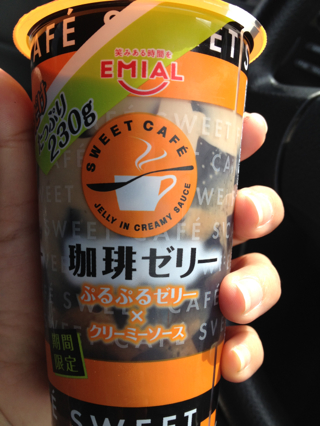 CAFÉ SWEET
笑みある時間を
EMIAL
たっぷり
230g
SWEET CAFÉ
JELLY IN CREAMY SAUCE
珈琲ゼリー
ぷるぷるゼリー
×
クリーミーソース
期間
限定
SWEET